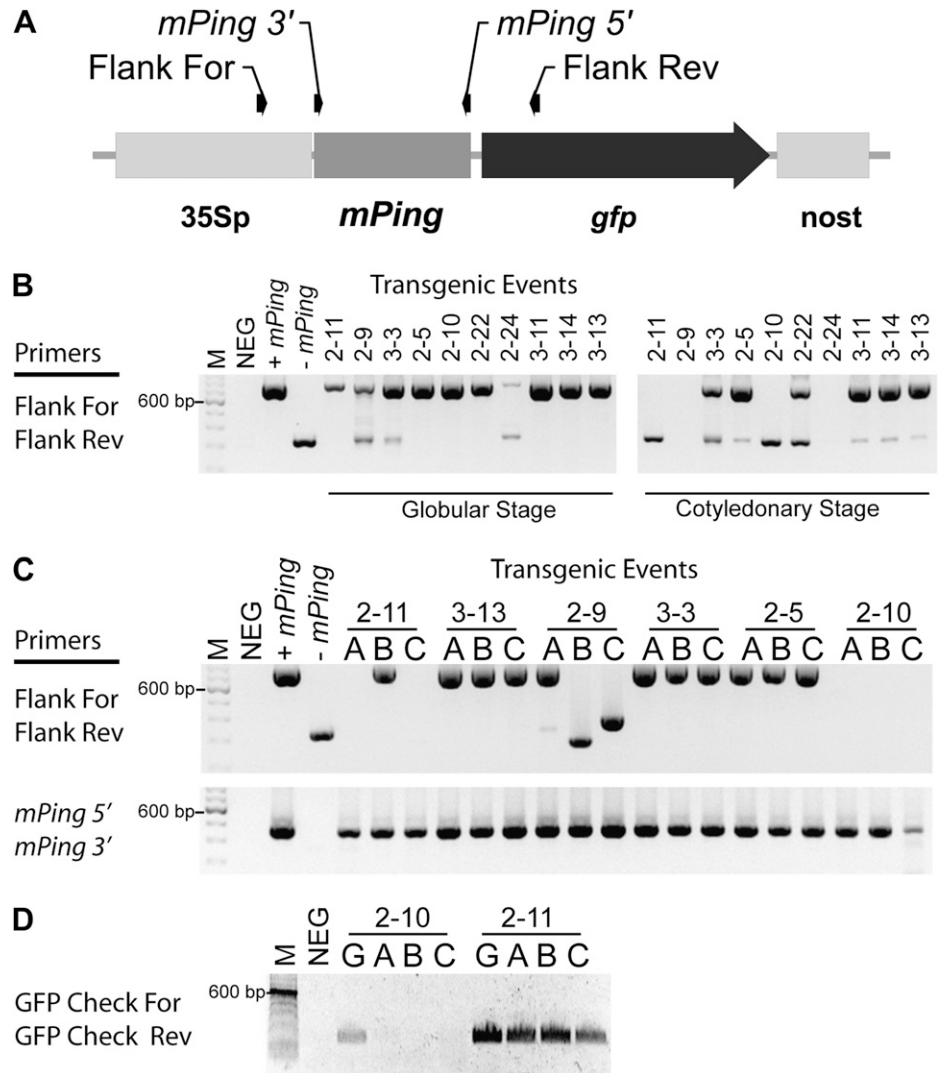 A
mPing 3′ mPing 5′
Flank For Flank Rev
35Sp mPing gfp nost
B
Transgenic Events
Primers M NEG + mPing - mPing 2-11 2-9 3-3 2-5 2-10 2-22 2-24 3-11 3-14 3-13 2-11 2-9 3-3 2-5 2-10 2-22 2-24 3-11 3-14 3-13
Flank For 600 bp
Flank Rev
Globular Stage Cotyledonary Stage
C
Transgenic Events
M NEG + mPing - mPing 2-11 3-13 2-9 3-3 2-5 2-10
Primers A B C A B C A B C A B C A B C A B C
Flank For 600 bp
Flank Rev
mPing 5′ 600 bp
mPing 3′
D
M NEG 2-10 2-11
G A B C G A B C
GFP Check For 600 bp
GFP Check Rev